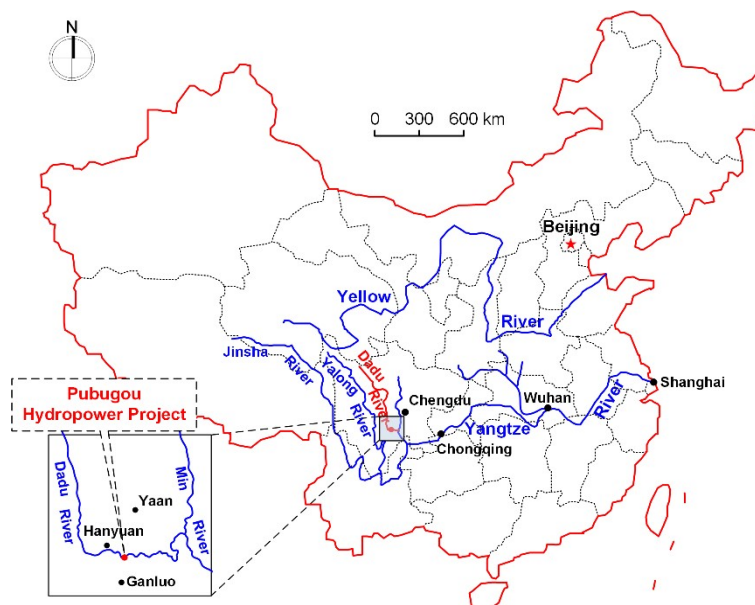 N
0 300 600 km
Beijing
Yellow
River
Jinsha
River
Yalong
River
Dadu
River
Chengdu
Wuhan
River
Shanghai
Yangtze
Chongqing
Pubugou
Hydropower Project
Dadu
River
Min
River
Yaan
Hanyuan
Ganluo